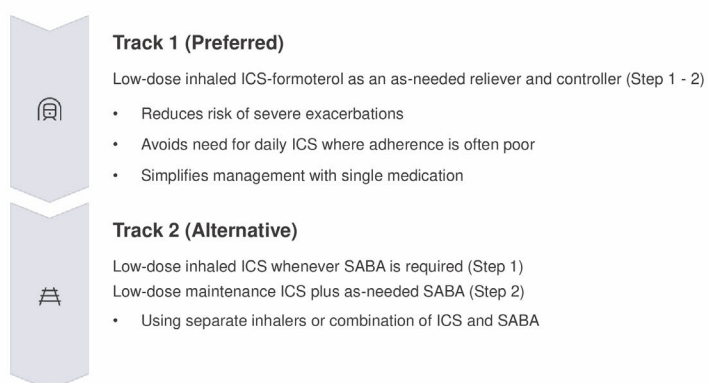 Track 1 (Preferred)
Low-dose inhaled ICS-formoterol as an as-needed reliever and controller (Step 1 - 2)
• Reduces risk of severe exacerbations
• Avoids need for daily ICS where adherence is often poor
• Simplifies management with single medication
Track 2 (Alternative)
Low-dose inhaled ICS whenever SABA is required (Step 1)
Low-dose maintenance ICS plus as-needed SABA (Step 2)
• Using separate inhalers or combination of ICS and SABA